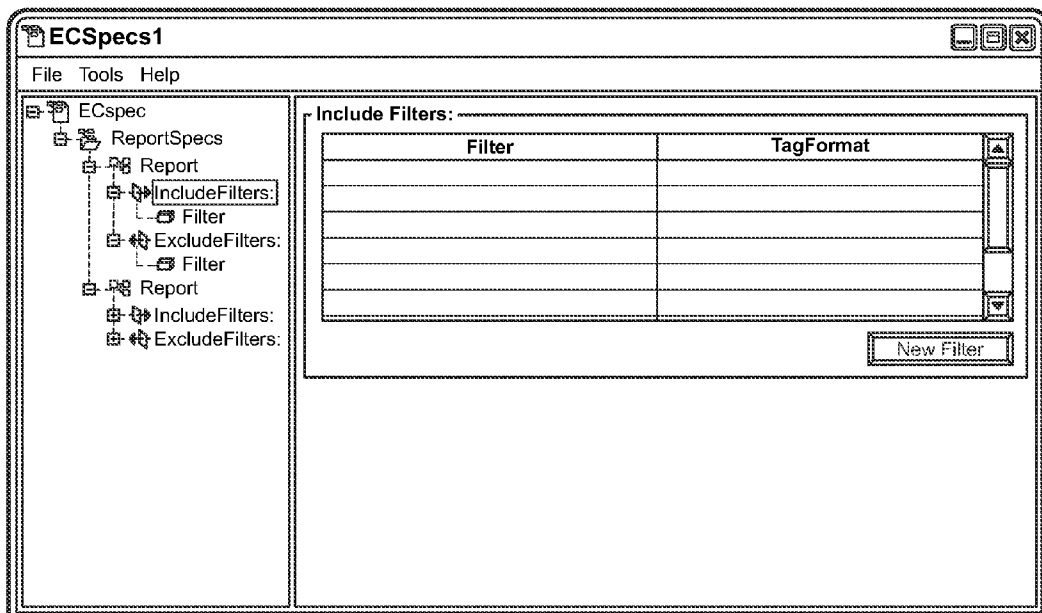 ECSpecs1
File Tools Help
ECspec
ReportSpecs
Report
IncludeFilters:
Filter
ExcludeFilters:
Filter
Report
IncludeFilters:
ExcludeFilters:
Include Filters:
Filter TagFormat
New Filter